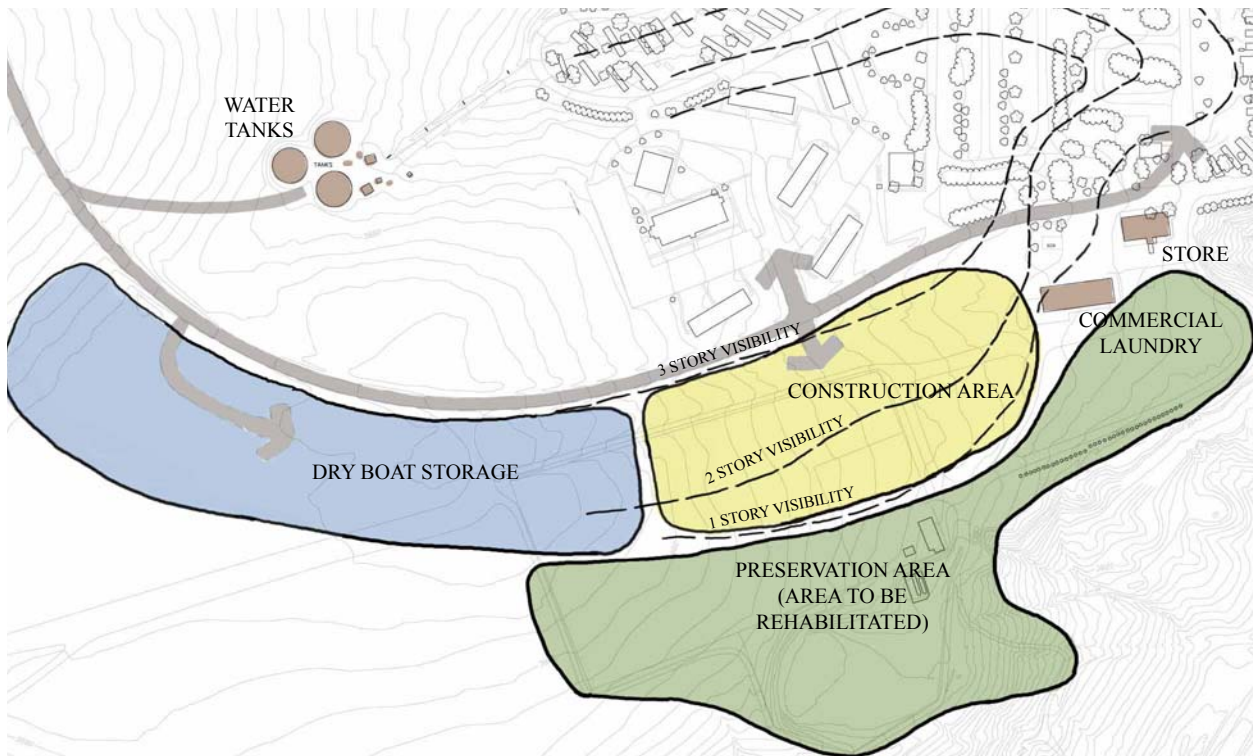 WATER
TANKS
TANKS
STORE
COMMERCIAL
LAUNDRY
3 STORY VISIBILITY
CONSTRUCTION AREA
2 STORY VISIBILITY
DRY BOAT STORAGE
1 STORY VISIBILITY
PRESERVATION AREA
(AREA TO BE
REHABILITATED)